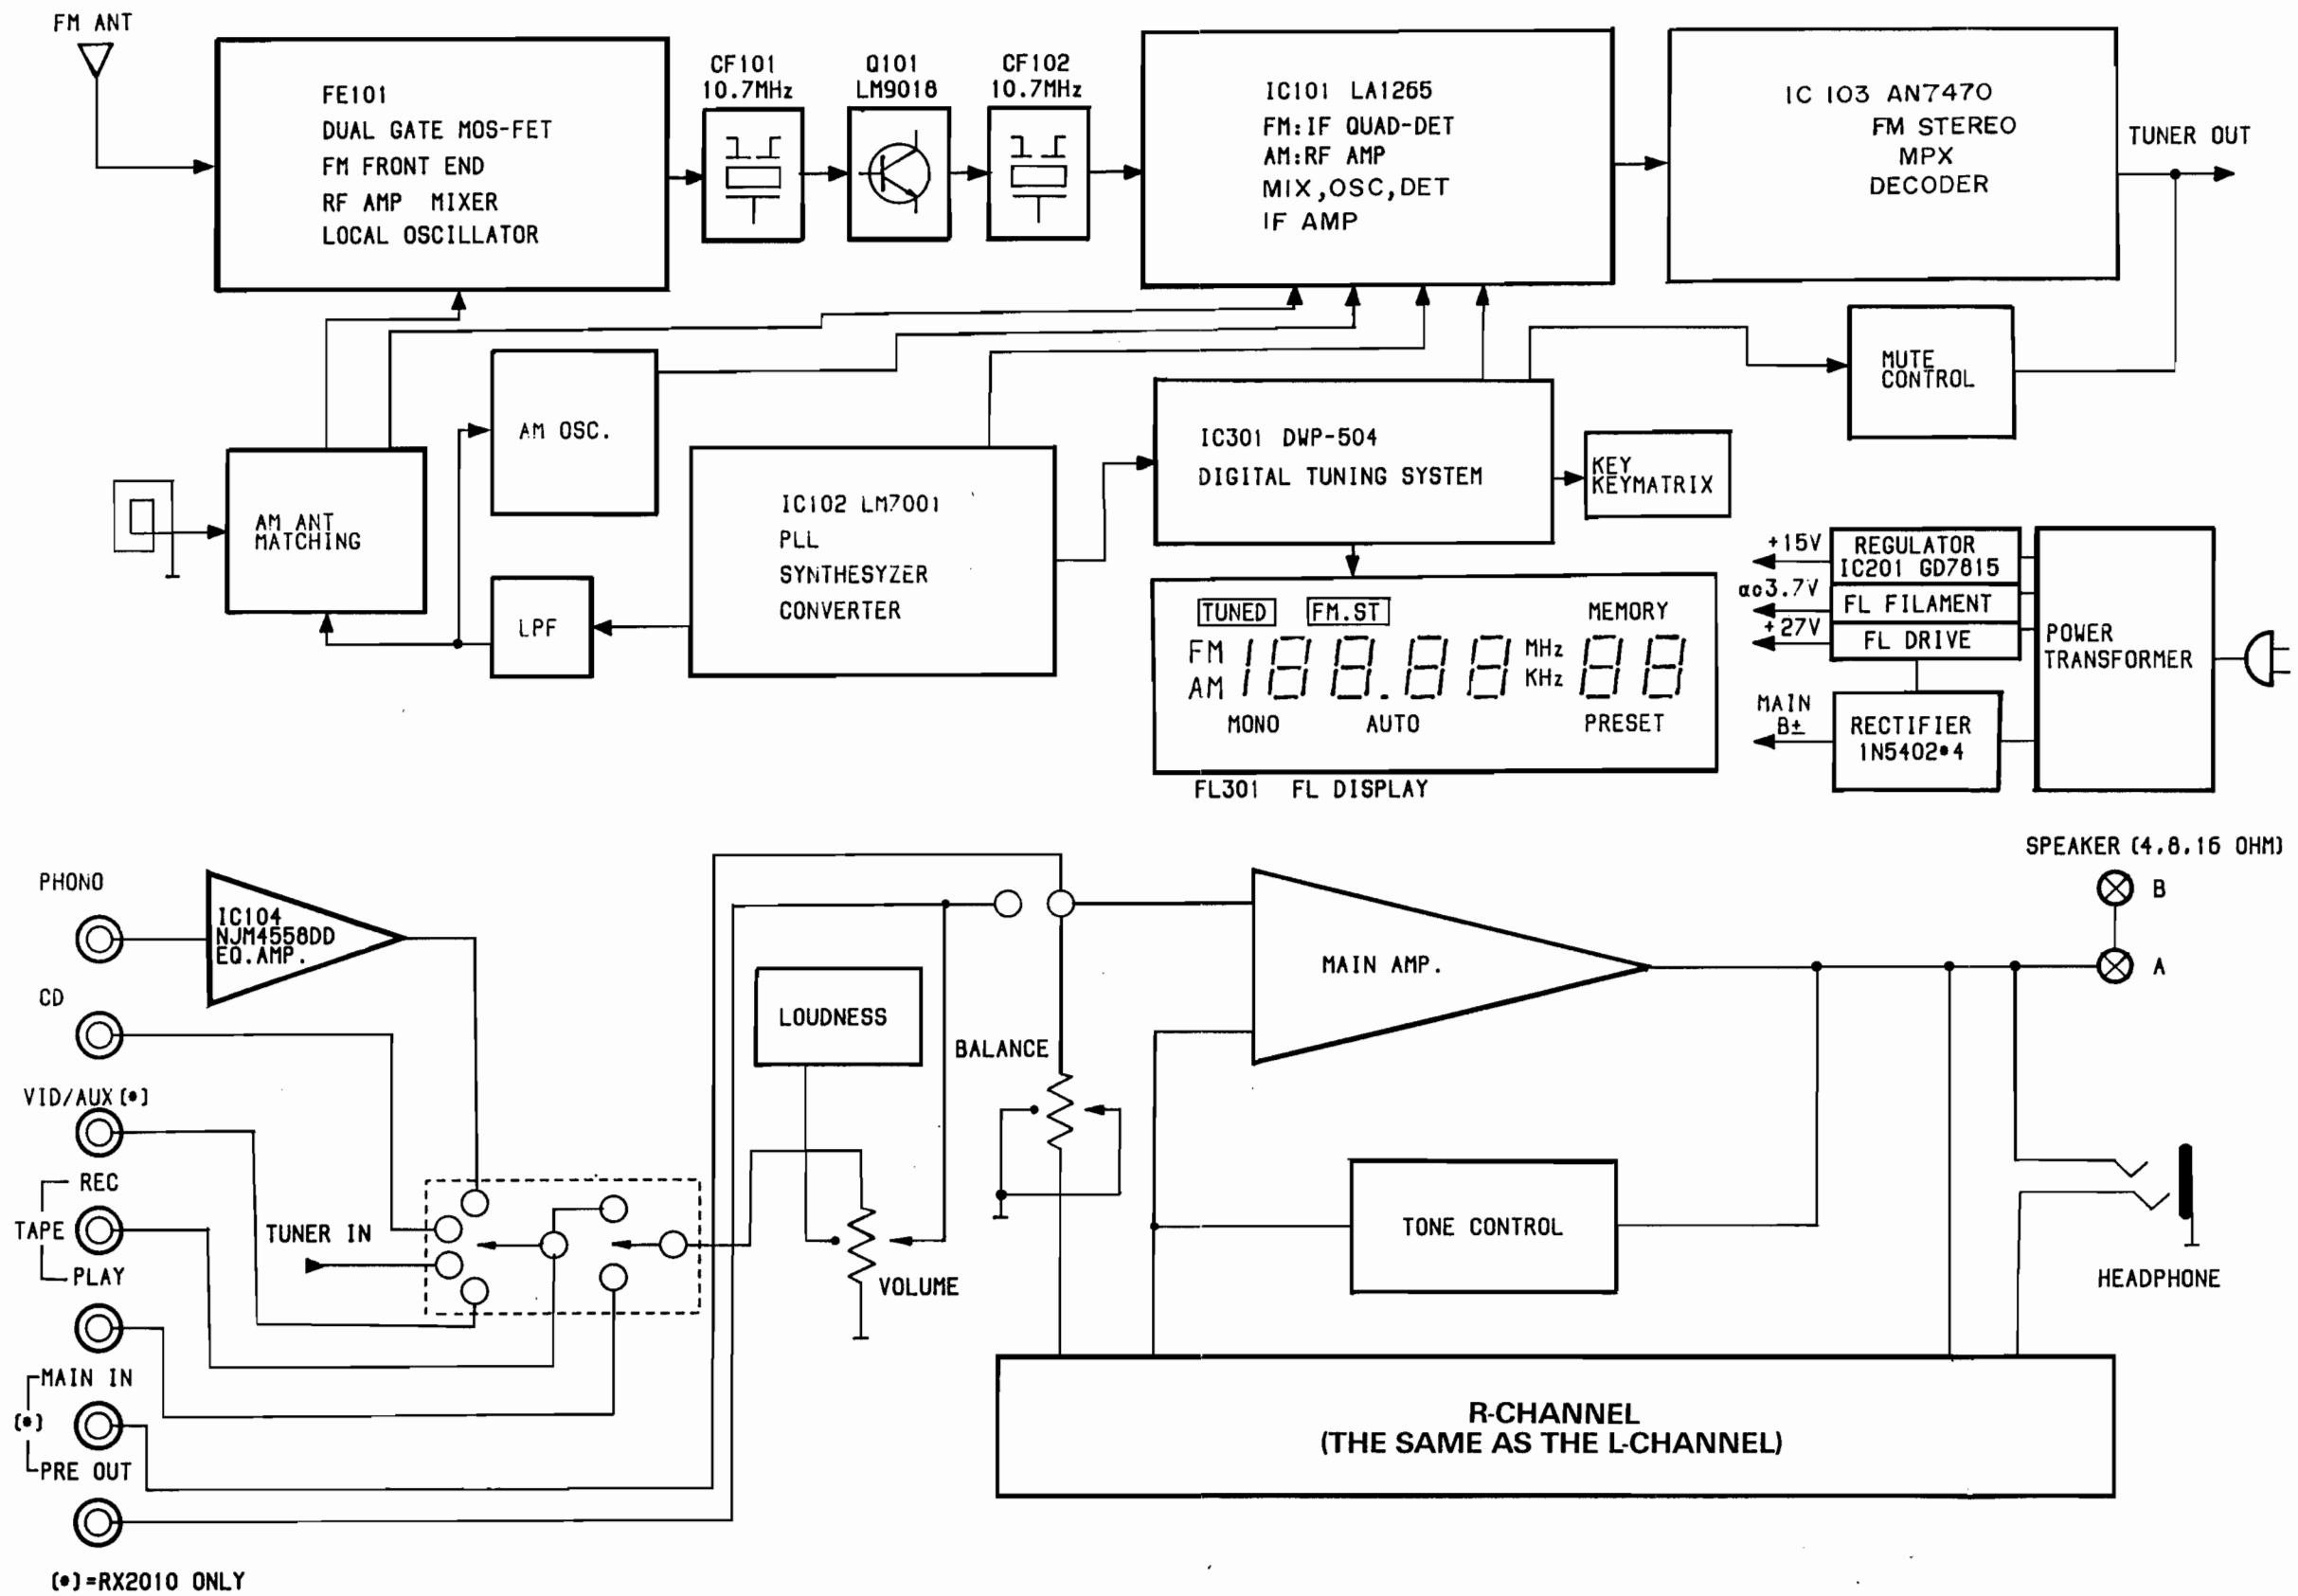 FM ANT
FE101
DUAL GATE MOS-FET
FM FRONT END
RF AMP MIXER
LOCAL OSCILLATOR
CF101
10.7MHz
Q101
LM9018
CF102
10.7MHz
IC101 LA1265
FM:IF QUAD-DET
AM:RF AMP
MIX,OSC,DET
IF AMP
IC 103 AN7470
FM STEREO
MPX
DECODER
TUNER OUT
MUTE
CONTROL
AM OSC.
AM ANT
MATCHING
LPF
IC102 LM7001
PLL
SYNTHESYZER
CONVERTER
IC301 DWP-504
DIGITAL TUNING SYSTEM
KEY
KEYMATRIX
TUNED FM.ST MEMORY
FM 188.88 MHz 88
AM KHz
MONO AUTO PRESET
FL301 FL DISPLAY
+15V
REGULATOR
IC201 GD7815
ac3.7V
FL FILAMENT
+27V
FL DRIVE
MAIN
B±
RECTIFIER
1N5402*4
POWER
TRANSFORMER
SPEAKER (4,8,16 OHM)
B
A
PHONO
IC104
NJM4558DD
EQ.AMP.
CD
VID/AUX (*)
REC
TAPE
PLAY
TUNER IN
MAIN IN
(*)
PRE OUT
LOUDNESS
VOLUME
BALANCE
MAIN AMP.
TONE CONTROL
HEADPHONE
R-CHANNEL
(THE SAME AS THE L-CHANNEL)
(*)=RX2010 ONLY